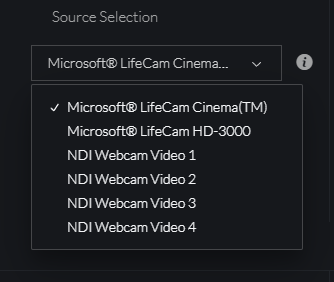 Source Selection
Microsoft® LifeCam Cinema...
Microsoft® LifeCam Cinema(TM)
Microsoft® LifeCam HD-3000
NDI Webcam Video 1
NDI Webcam Video 2
NDI Webcam Video 3
NDI Webcam Video 4